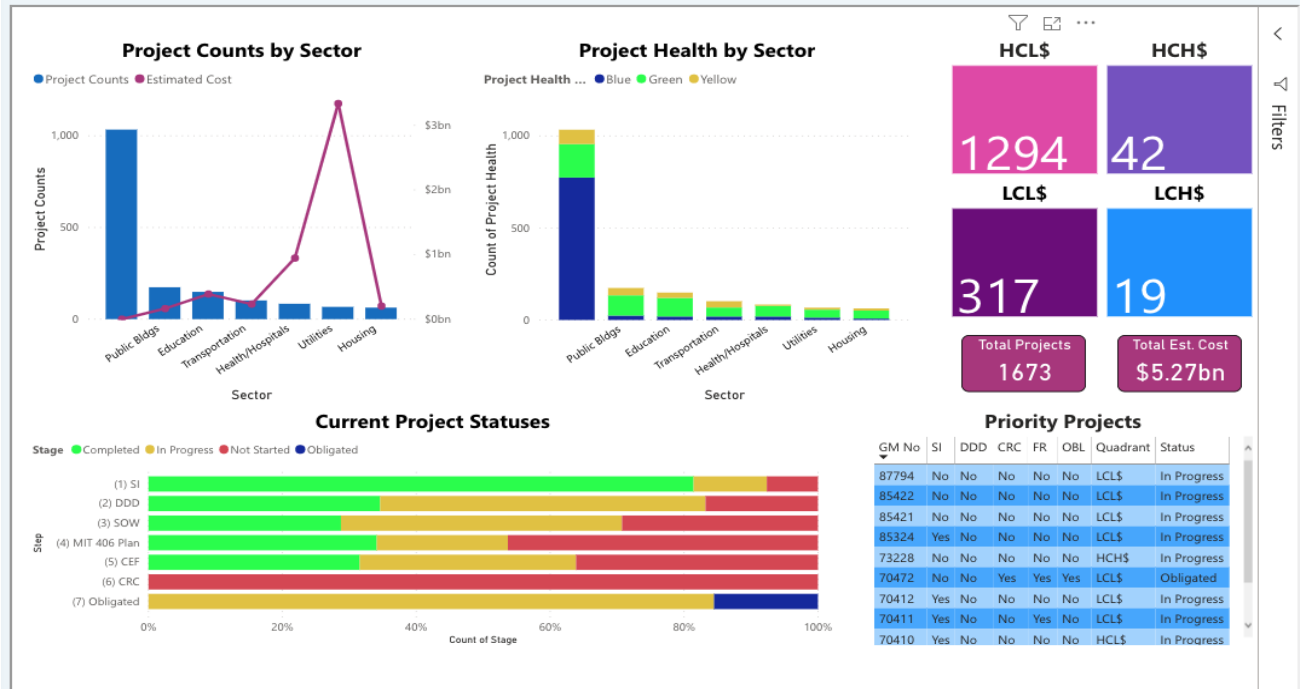 Project Counts by Sector
Project Counts Estimated Cost
Project Counts
1,000
500
0
$3bn
$2bn
$1bn
$0bn
Public Bldgs
Education
Transportation
Health/Hospitals
Utilities
Housing
Sector
Project Health by Sector
Project Health ... Blue Green Yellow
Count of Project Health
1,000
500
0
Public Bldgs
Education
Transportation
Health/Hospitals
Utilities
Housing
Sector
HCL$
1294
HCH$
42
LCL$
317
LCH$
19
Total Projects
1673
Total Est. Cost
$5.27bn
Filters
Current Project Statuses
Stage Completed In Progress Not Started Obligated
Step
(1) SI
(2) DDD
(3) SOW
(4) MIT 406 Plan
(5) CEF
(6) CRC
(7) Obligated
0% 20% 40% 60% 80% 100%
Count of Stage
Priority Projects
GM No SI DDD CRC FR OBL Quadrant Status
87794 No No No No No LCL$ In Progress
85422 No No No No No LCL$ In Progress
85421 No No No No No LCL$ In Progress
85324 Yes No No No No LCL$ In Progress
73228 No No No No No HCH$ In Progress
70472 No No Yes Yes Yes LCL$ Obligated
70412 Yes No No No No LCL$ In Progress
70411 Yes No No Yes No LCL$ In Progress
70410 Yes No No No No HCL$ In Progress